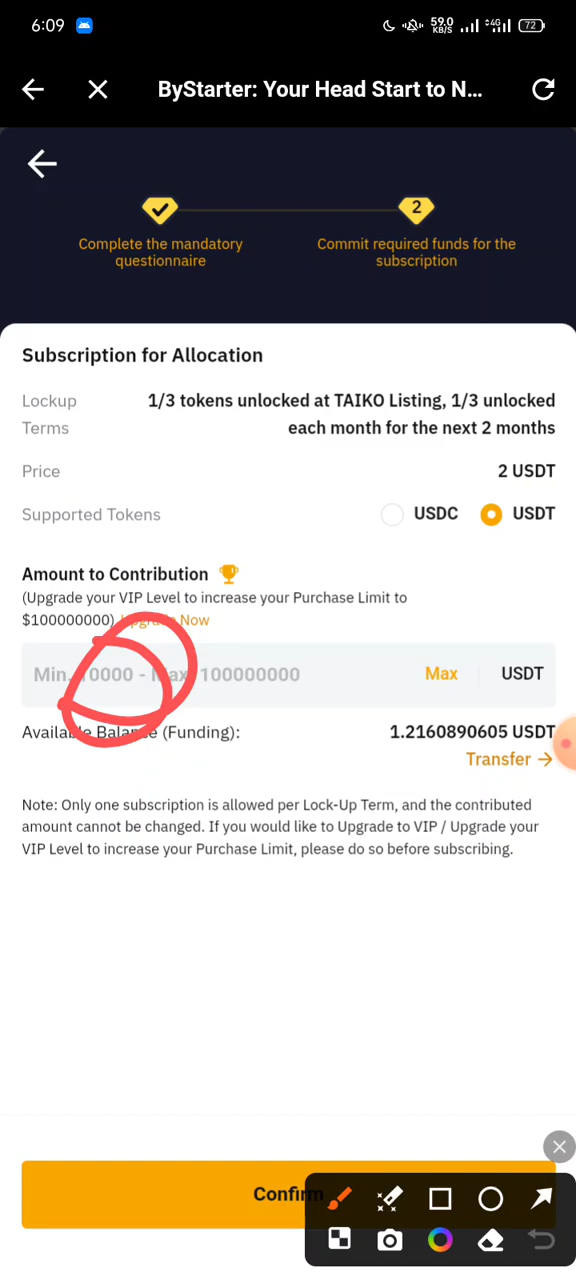 6:09
59.0
KB/S
4G
72
ByStarter: Your Head Start to N...
2
Complete the mandatory
questionnaire
Commit required funds for the
subscription
Subscription for Allocation
Lockup
Terms
1/3 tokens unlocked at TAIKO Listing, 1/3 unlocked
each month for the next 2 months
Price
2 USDT
Supported Tokens
USDC
USDT
Amount to Contribution
(Upgrade your VIP Level to increase your Purchase Limit to
$100000000) Upgrade Now
Min. 10000 - Max. 100000000
Max
USDT
Available Balance (Funding):
1.2160890605 USDT
Transfer →
Note: Only one subscription is allowed per Lock-Up Term, and the contributed
amount cannot be changed. If you would like to Upgrade to VIP / Upgrade your
VIP Level to increase your Purchase Limit, please do so before subscribing.
Confirm